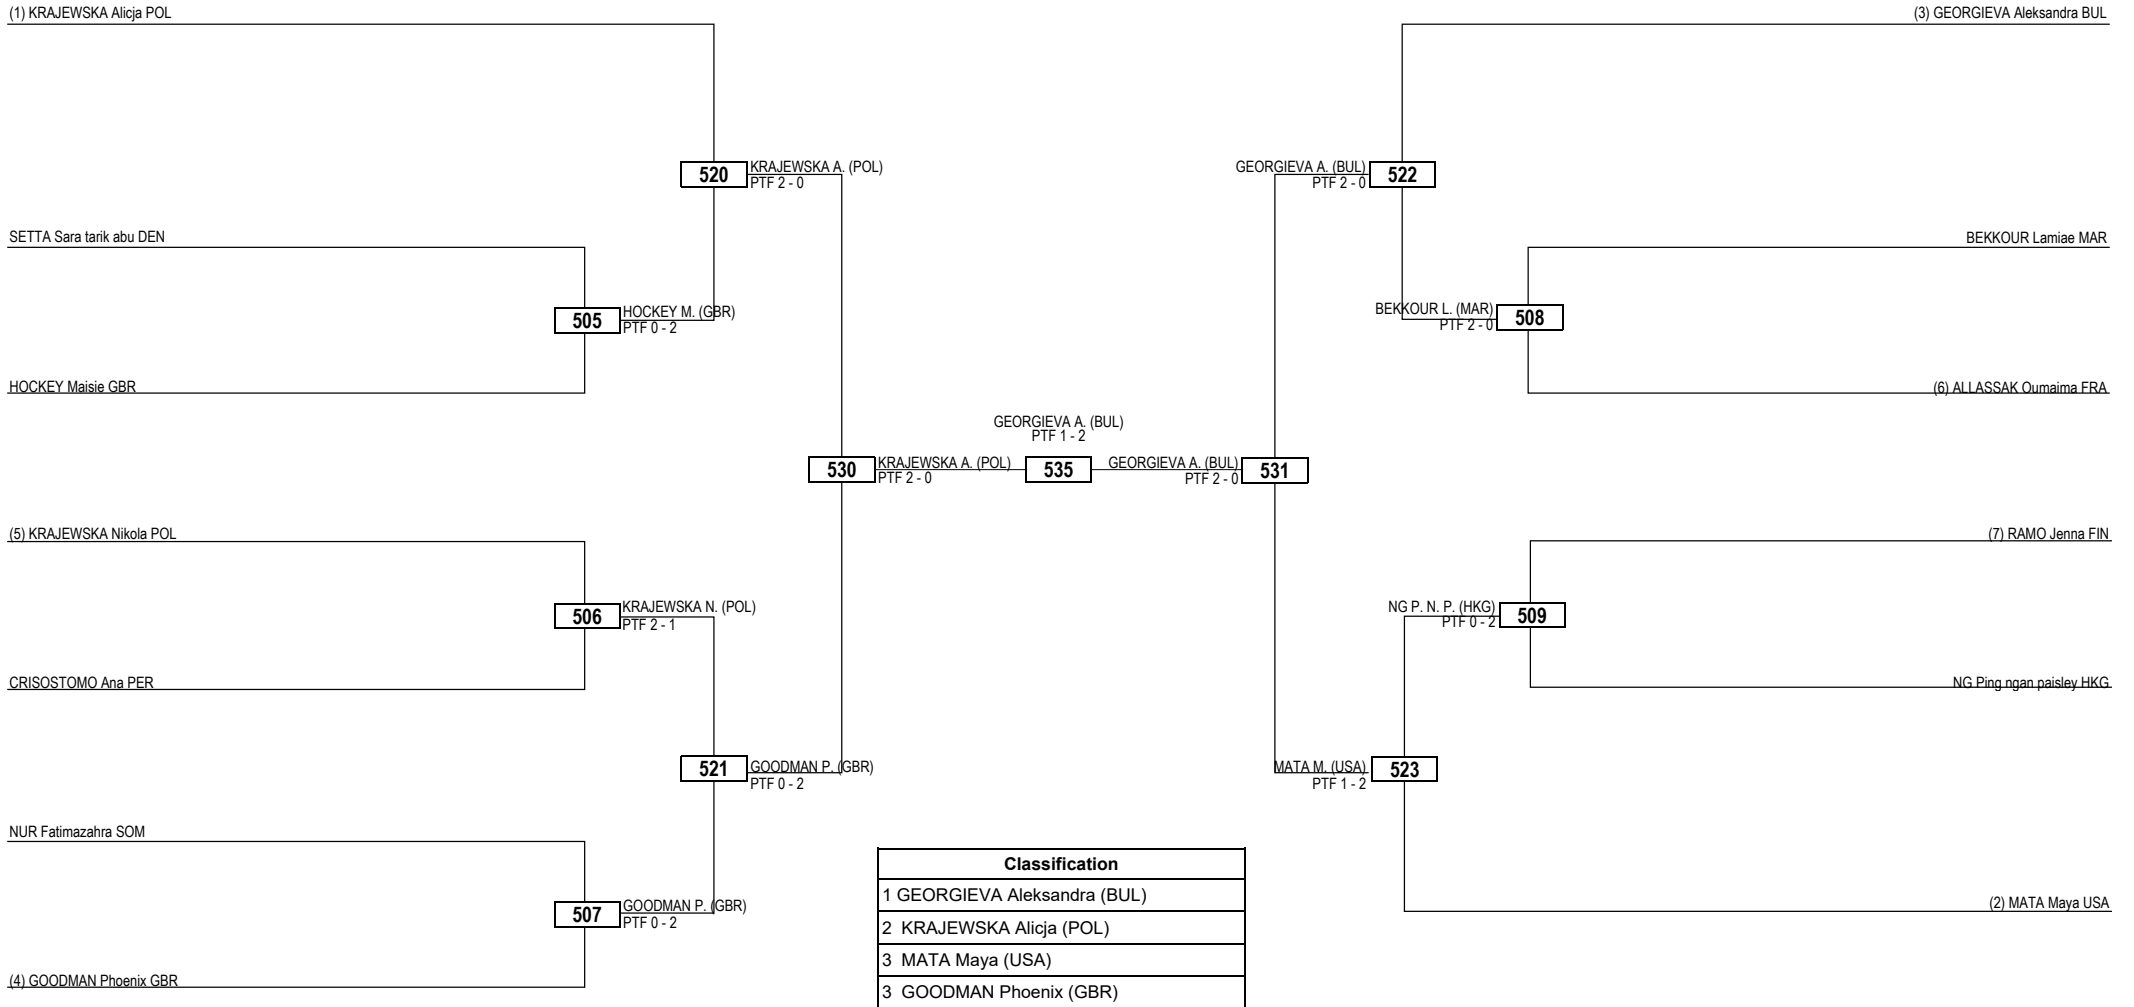 (1) KRAJEWSKA Alicja POL
(3) GEORGIEVA Aleksandra BUL
520
KRAJEWSKA A. (POL)
PTF 2 - 0
GEORGIEVA A. (BUL)
PTF 2 - 0
522
SETTA Sara tarik abu DEN
BEKKOUR Lamiae MAR
505
HOCKEY M. (GBR)
PTF 0 - 2
BEKKOUR L. (MAR)
PTF 2 - 0
508
HOCKEY Maisie GBR
(6) ALLASSAK Oumaima FRA
GEORGIEVA A. (BUL)
PTF 1 - 2
530
KRAJEWSKA A. (POL)
PTF 2 - 0
535
GEORGIEVA A. (BUL)
PTF 2 - 0
531
(5) KRAJEWSKA Nikola POL
(7) RAMO Jenna FIN
506
KRAJEWSKA N. (POL)
PTF 2 - 1
NG P. N. P. (HKG)
PTF 0 - 2
509
CRISOSTOMO Ana PER
NG Ping ngan paisley HKG
521
GOODMAN P. (GBR)
PTF 0 - 2
MATA M. (USA)
PTF 1 - 2
523
NUR Fatimazahra SOM
507
GOODMAN P. (GBR)
PTF 0 - 2
(2) MATA Maya USA
(4) GOODMAN Phoenix GBR
Classification
1 GEORGIEVA Aleksandra (BUL)
2 KRAJEWSKA Alicja (POL)
3 MATA Maya (USA)
3 GOODMAN Phoenix (GBR)